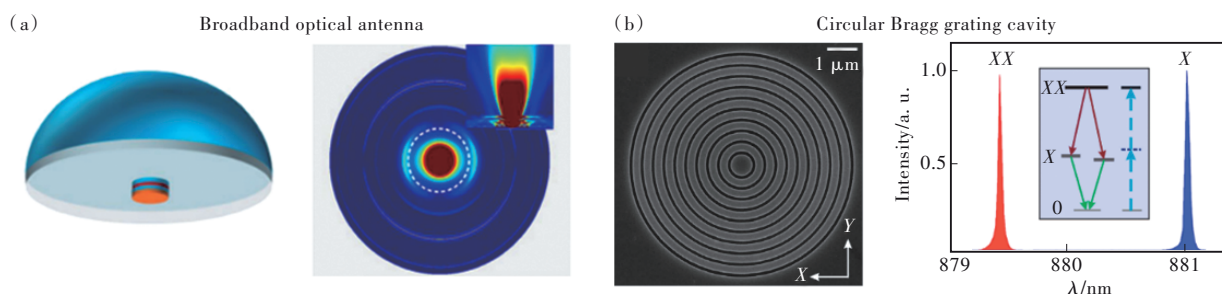 (a) Broadband optical antenna
(b) Circular Bragg grating cavity
1 μm
Y
X
XX
X
1.0
0.5
Intensity/a. u.
XX
X
0
879
880
881
λ/nm